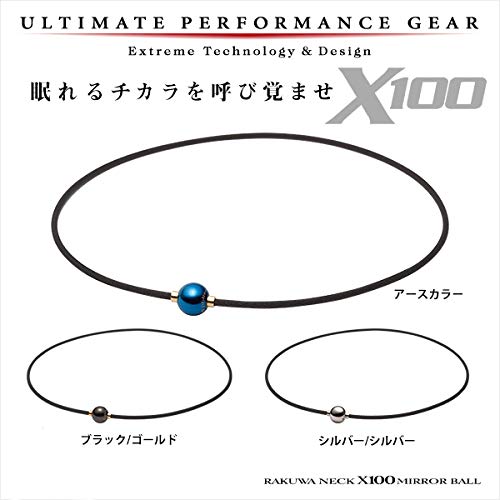 ULTIMATE PERFORMANCE GEAR
Extreme Technology & Design
眠れるチカラを呼び覚ませ X100
アースカラー
ブラック/ゴールド
シルバー/シルバー
RAKUWA NECK X100 MIRROR BALL